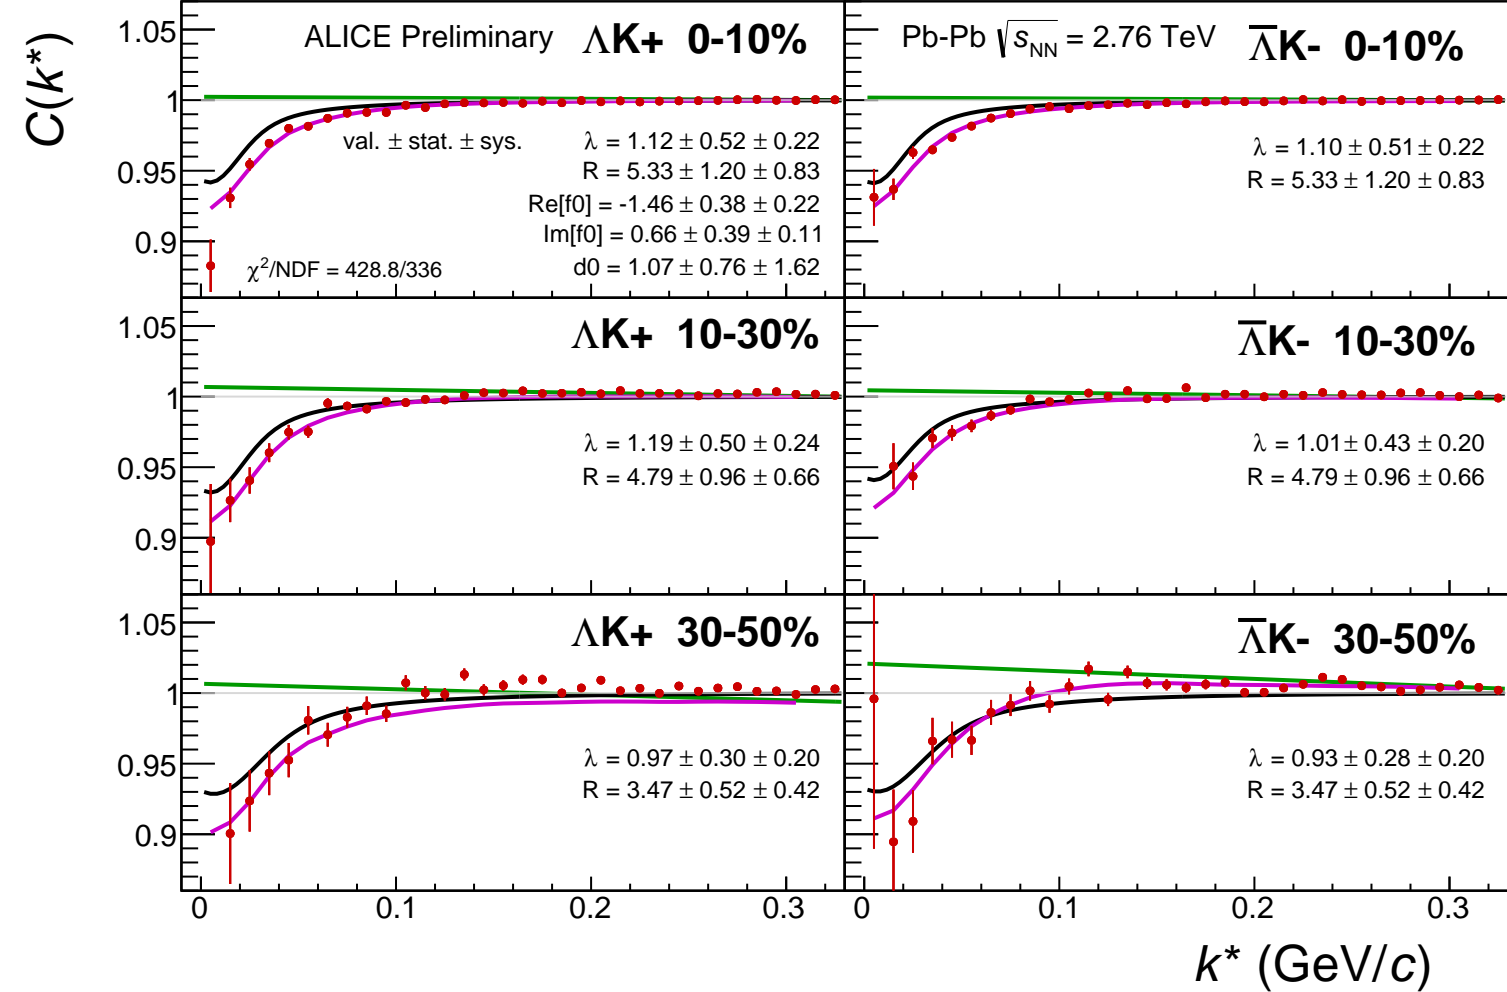 C(k*)
ALICE Preliminary ΛK+ 0-10%
val. ± stat. ± sys.
λ = 1.12 ± 0.52 ± 0.22
R = 5.33 ± 1.20 ± 0.83
Re[f0] = -1.46 ± 0.38 ± 0.22
Im[f0] = 0.66 ± 0.39 ± 0.11
d0 = 1.07 ± 0.76 ± 1.62
χ²/NDF = 428.8/336
1.05
1
0.95
0.9
Pb-Pb √sNN = 2.76 TeV Λ̅K- 0-10%
λ = 1.10 ± 0.51 ± 0.22
R = 5.33 ± 1.20 ± 0.83
ΛK+ 10-30%
λ = 1.19 ± 0.50 ± 0.24
R = 4.79 ± 0.96 ± 0.66
1.05
1
0.95
0.9
Λ̅K- 10-30%
λ = 1.01 ± 0.43 ± 0.20
R = 4.79 ± 0.96 ± 0.66
ΛK+ 30-50%
λ = 0.97 ± 0.30 ± 0.20
R = 3.47 ± 0.52 ± 0.42
1.05
1
0.95
0.9
Λ̅K- 30-50%
λ = 0.93 ± 0.28 ± 0.20
R = 3.47 ± 0.52 ± 0.42
0 0.1 0.2 0.3
0 0.1 0.2 0.3
k* (GeV/c)